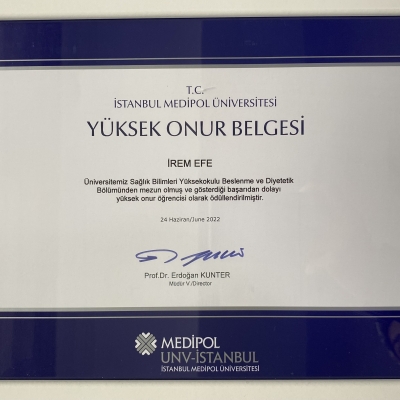 T.C.
İSTANBUL MEDİPOL ÜNİVERSİTESİ
YÜKSEK ONUR BELGESİ
İREM EFE
Üniversitemiz Sağlık Bilimleri Yüksekokulu Beslenme ve Diyetetik
Bölümünden mezun olmuş ve gösterdiği başarıdan dolayı
yüksek onur öğrencisi olarak ödüllendirilmiştir.
24 Haziran/June 2022
Prof.Dr. Erdoğan KUNTER
Müdür V./Director
MEDİPOL
UNV-İSTANBUL
İSTANBUL MEDİPOL ÜNİVERSİTESİ